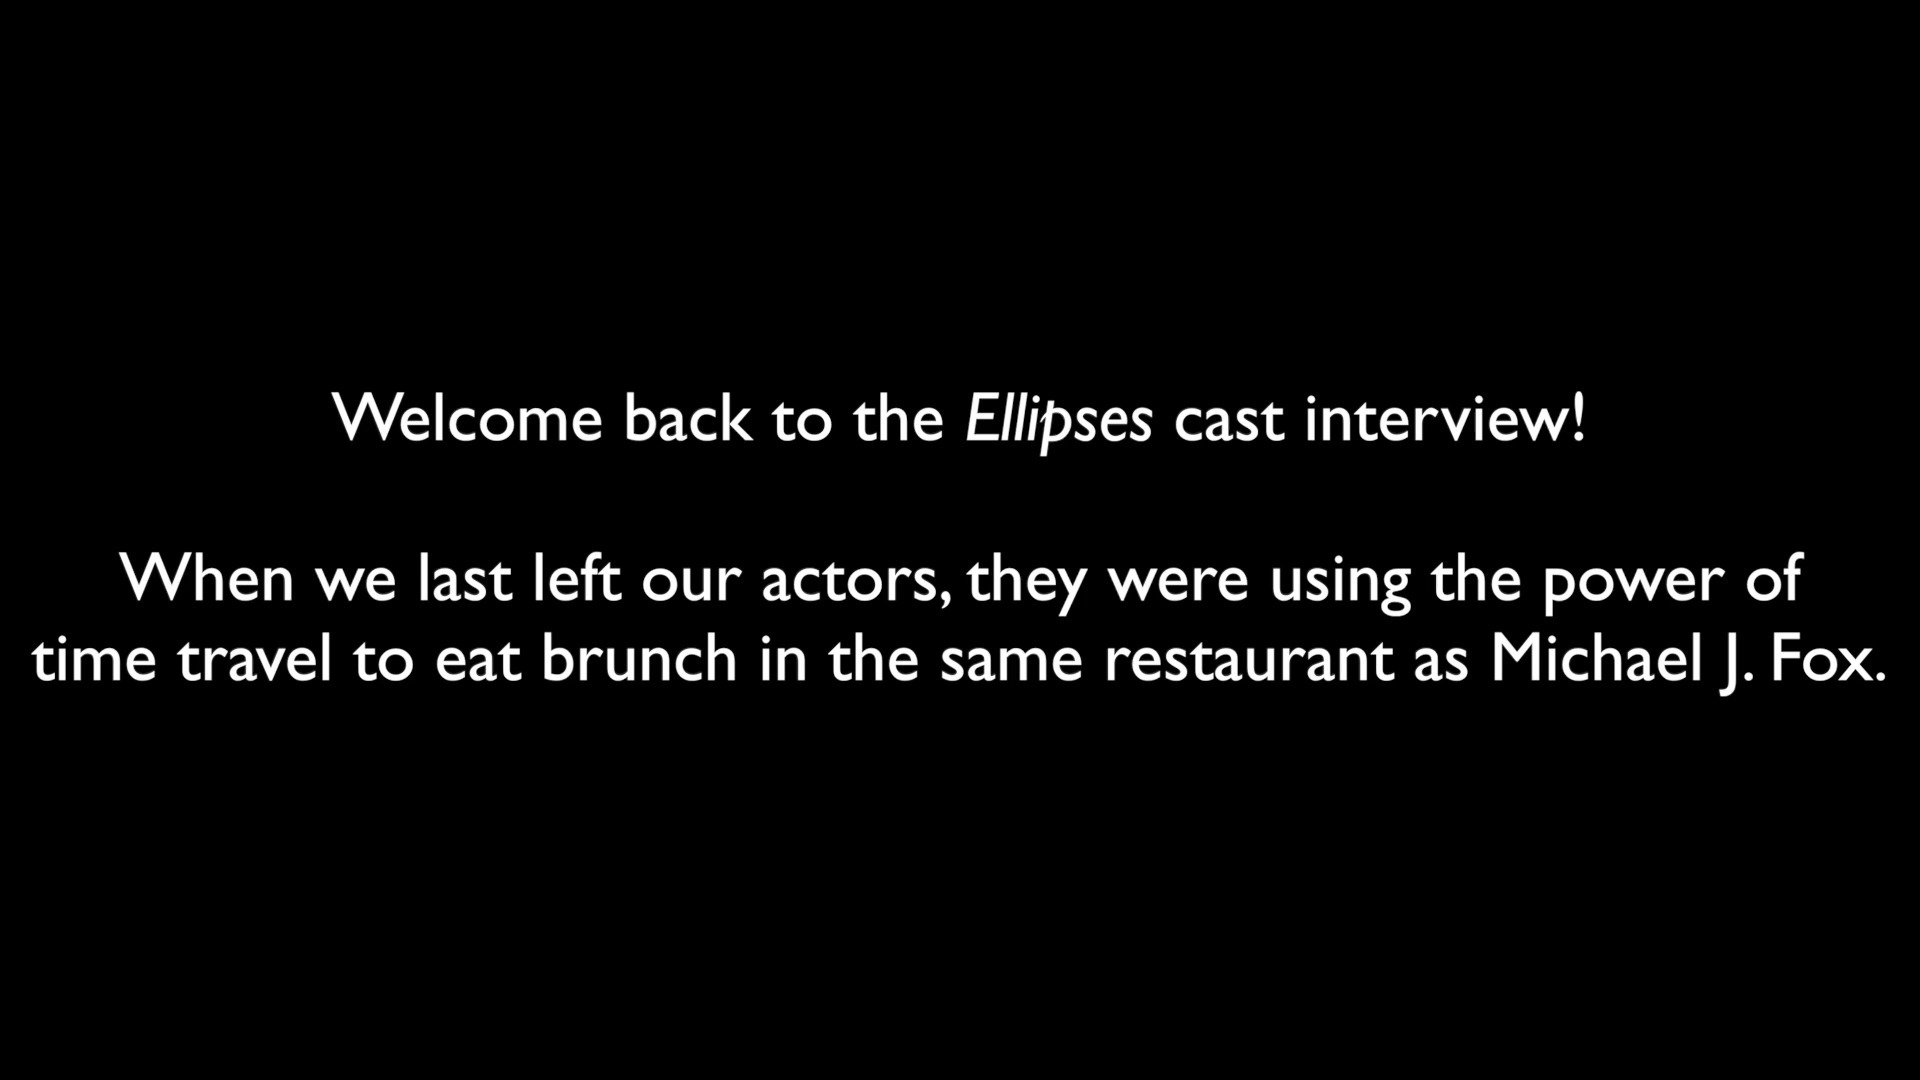 Welcome back to the Ellipses cast interview!
When we last left our actors, they were using the power of
time travel to eat brunch in the same restaurant as Michael J. Fox.